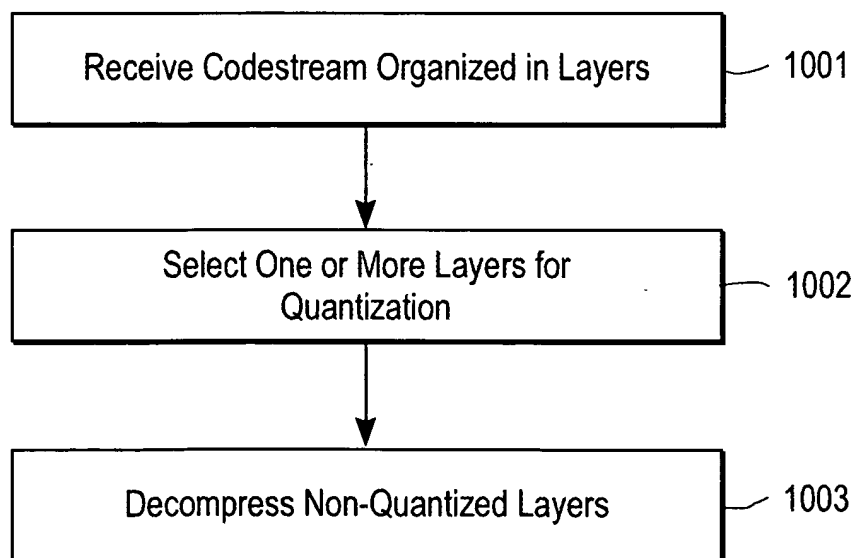 Receive Codestream Organized in Layers
1001
Select One or More Layers for
Quantization
1002
Decompress Non-Quantized Layers
1003